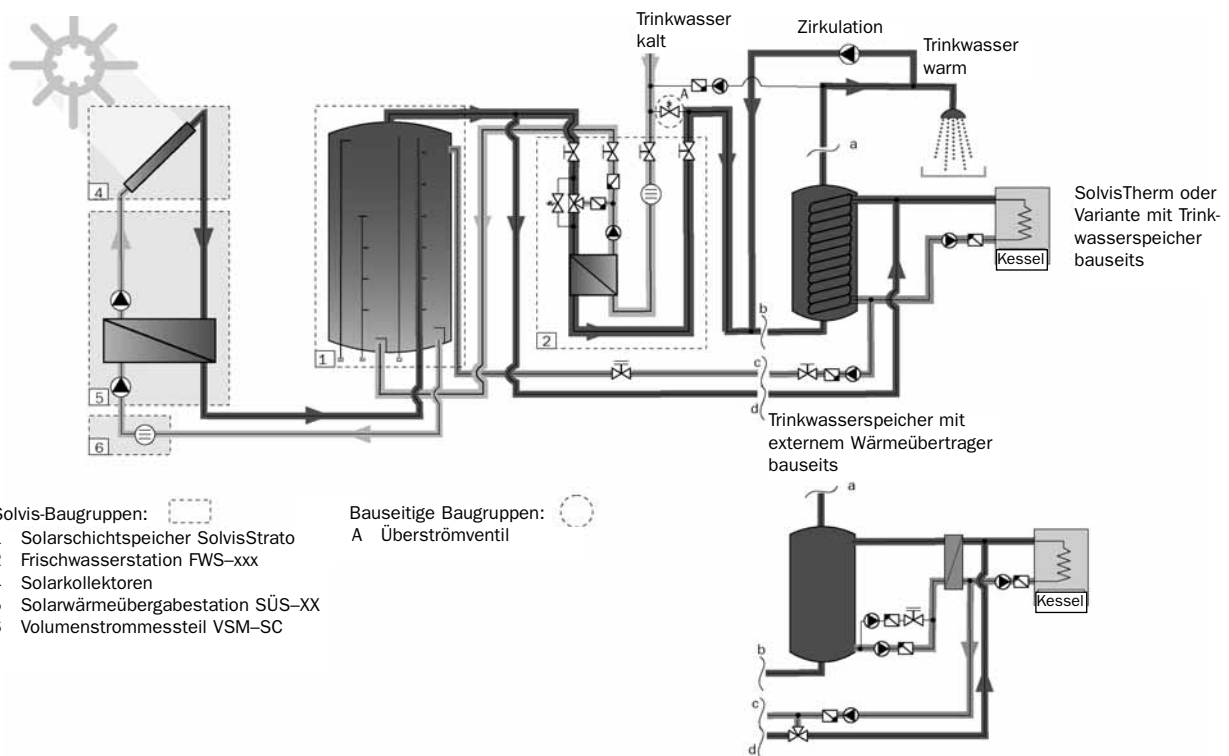 Trinkwasser
kalt
Zirkulation
Trinkwasser
warm
A
a
4
1
2
5
6
SolvisTherm oder
Variante mit Trink-
wasserspeicher
bauseits
Kessel
b
c
d
Trinkwasserspeicher mit
externem Wärmeübertrager
bauseits
a
Kessel
b
c
d
Solvis-Baugruppen:
Solarschichtspeicher SolvisStrato
Frischwasserstation FWS–xxx
Solarkollektoren
Solarwärmeübergabestation SÜS–XX
Volumenstrommessteil VSM–SC
Bauseitige Baugruppen:
A Überströmventil